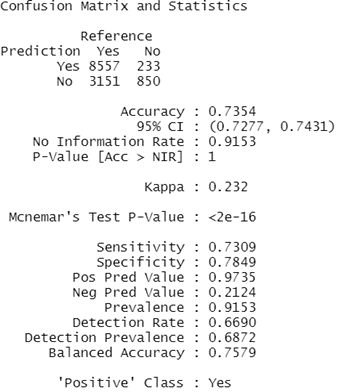 Confusion Matrix and Statistics
Reference
Prediction Yes No
Yes 8557 233
No 3151 850
Accuracy : 0.7354
95% CI : (0.7277, 0.7431)
No Information Rate : 0.9153
P-Value [Acc > NIR] : 1
Kappa : 0.232
Mcnemar's Test P-Value : <2e-16
Sensitivity : 0.7309
Specificity : 0.7849
Pos Pred Value : 0.9735
Neg Pred Value : 0.2124
Prevalence : 0.9153
Detection Rate : 0.6690
Detection Prevalence : 0.6872
Balanced Accuracy : 0.7579
'Positive' Class : Yes